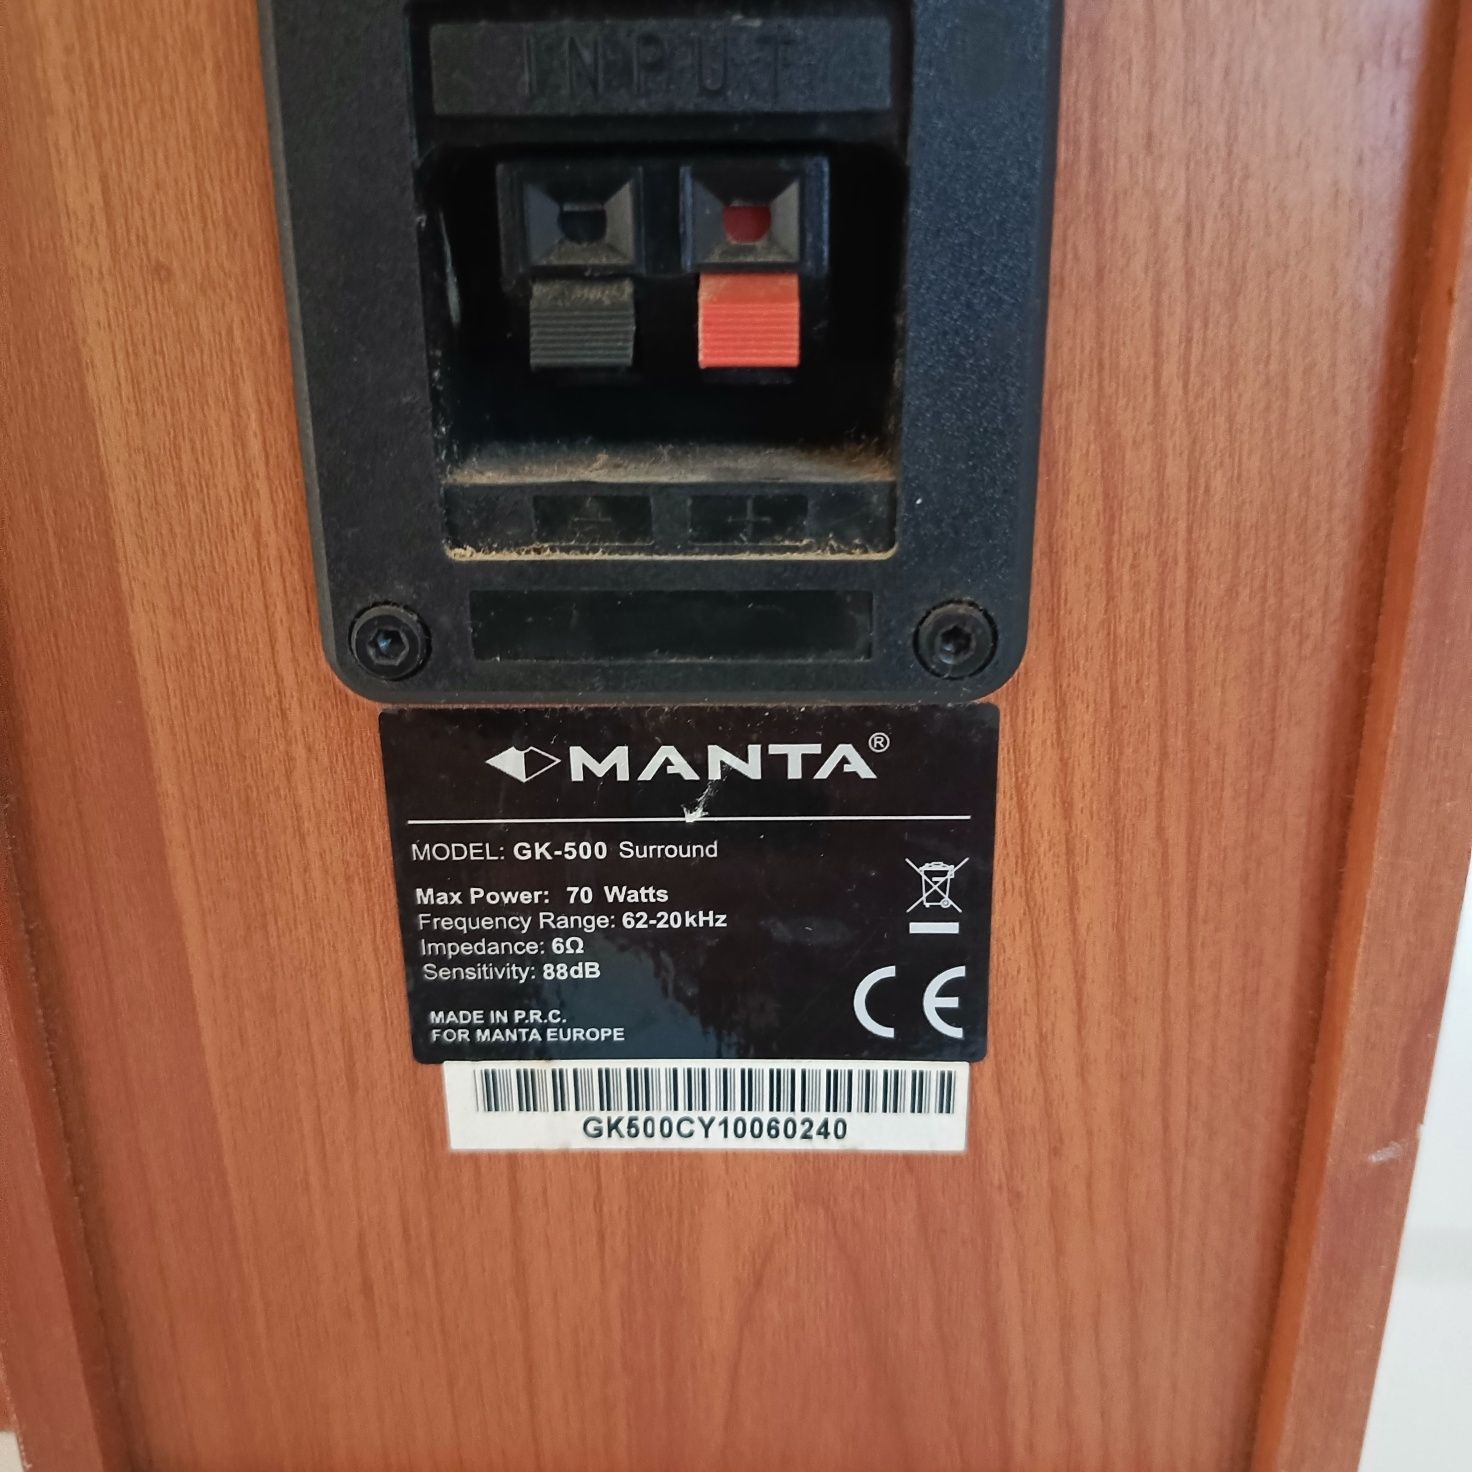 INPUT
- +
MANTA®
MODEL: GK-500 Surround
Max Power: 70 Watts
Frequency Range: 62-20kHz
Impedance: 6Ω
Sensitivity: 88dB
CE
MADE IN P.R.C.
FOR MANTA EUROPE
GK500CY10060240